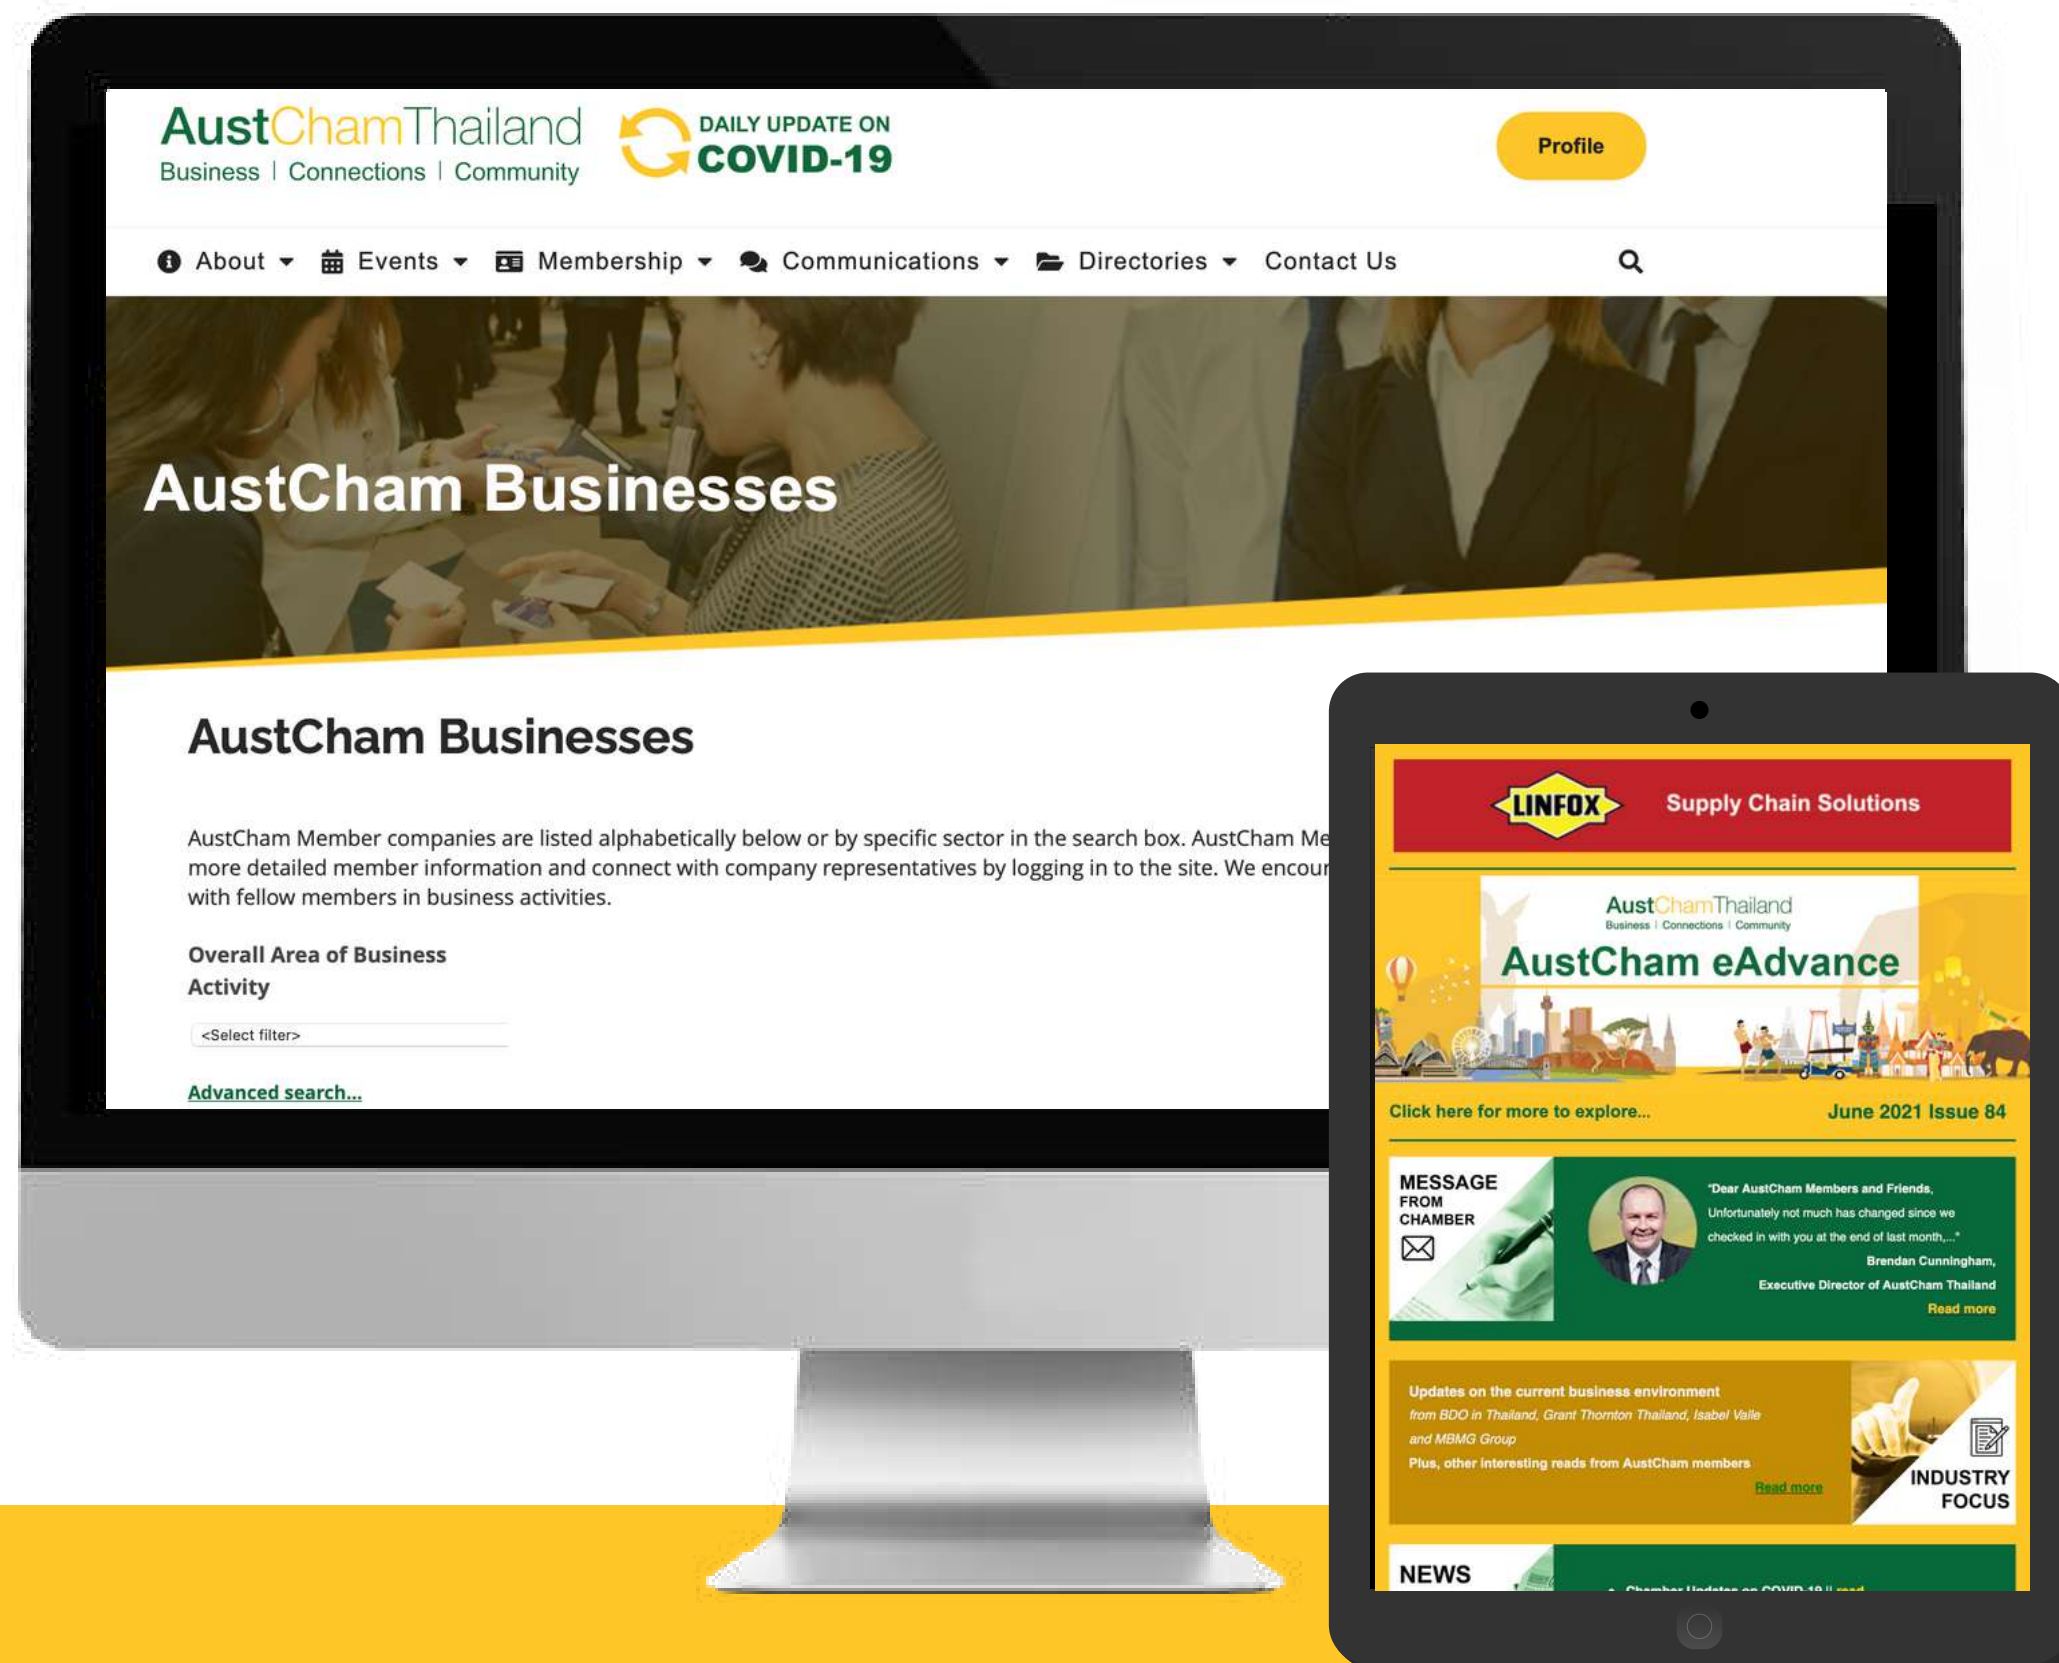 AustChamThailand
Business | Connections | Community
DAILY UPDATE ON
COVID-19
Profile
About
Events
Membership
Communications
Directories
Contact Us
AustCham Businesses
AustCham Businesses
AustCham Member companies are listed alphabetically below or by specific sector in the search box. AustCham Me
more detailed member information and connect with company representatives by logging in to the site. We encour
with fellow members in business activities.
Overall Area of Business
Activity
<Select filter>
Advanced search...
LINFOX
Supply Chain Solutions
AustChamThailand
Business | Connections | Community
AustCham eAdvance
Click here for more to explore...
June 2021 Issue 84
MESSAGE
FROM
CHAMBER
"Dear AustCham Members and Friends,
Unfortunately not much has changed since we
checked in with you at the end of last month,..."
Brendan Cunningham,
Executive Director of AustCham Thailand
Read more
Updates on the current business environment
from BDO in Thailand, Grant Thornton Thailand, Isabel Valle
and MBMG Group
Plus, other interesting reads from AustCham members
Read more
INDUSTRY
FOCUS
NEWS
• Chamber Updates on COVID-19 || read